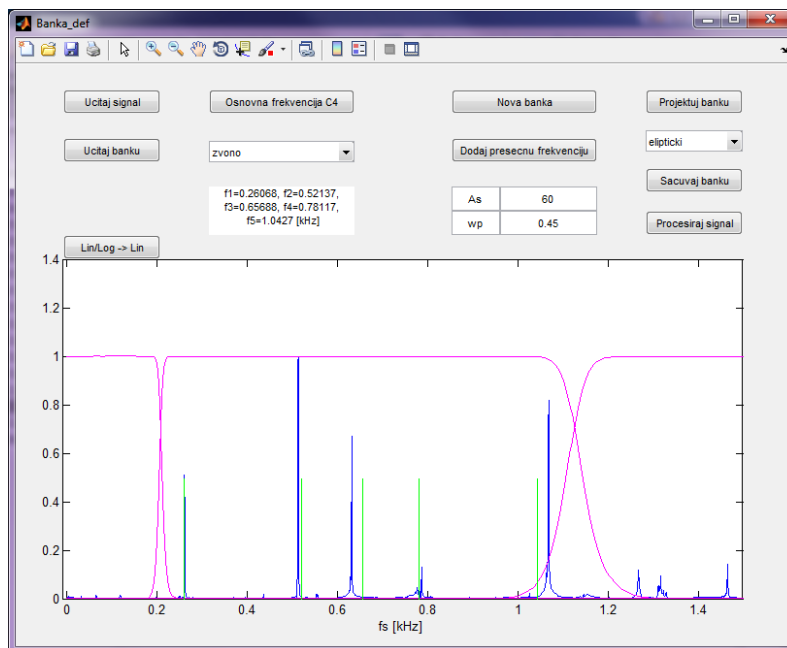 Banka_def
Ucitaj signal
Osnovna frekvencija C4
Nova banka
Projektuj banku
Ucitaj banku
zvono
Dodaj presecnu frekvenciju
elipticki
f1=0.26068, f2=0.52137,
f3=0.65688, f4=0.78117,
f5=1.0427 [kHz]
As 60
wp 0.45
Sacuvaj banku
Procesiraj signal
Lin/Log -> Lin
1.4
1.2
1
0.8
0.6
0.4
0.2
0
0 0.2 0.4 0.6 0.8 1 1.2 1.4
fs [kHz]